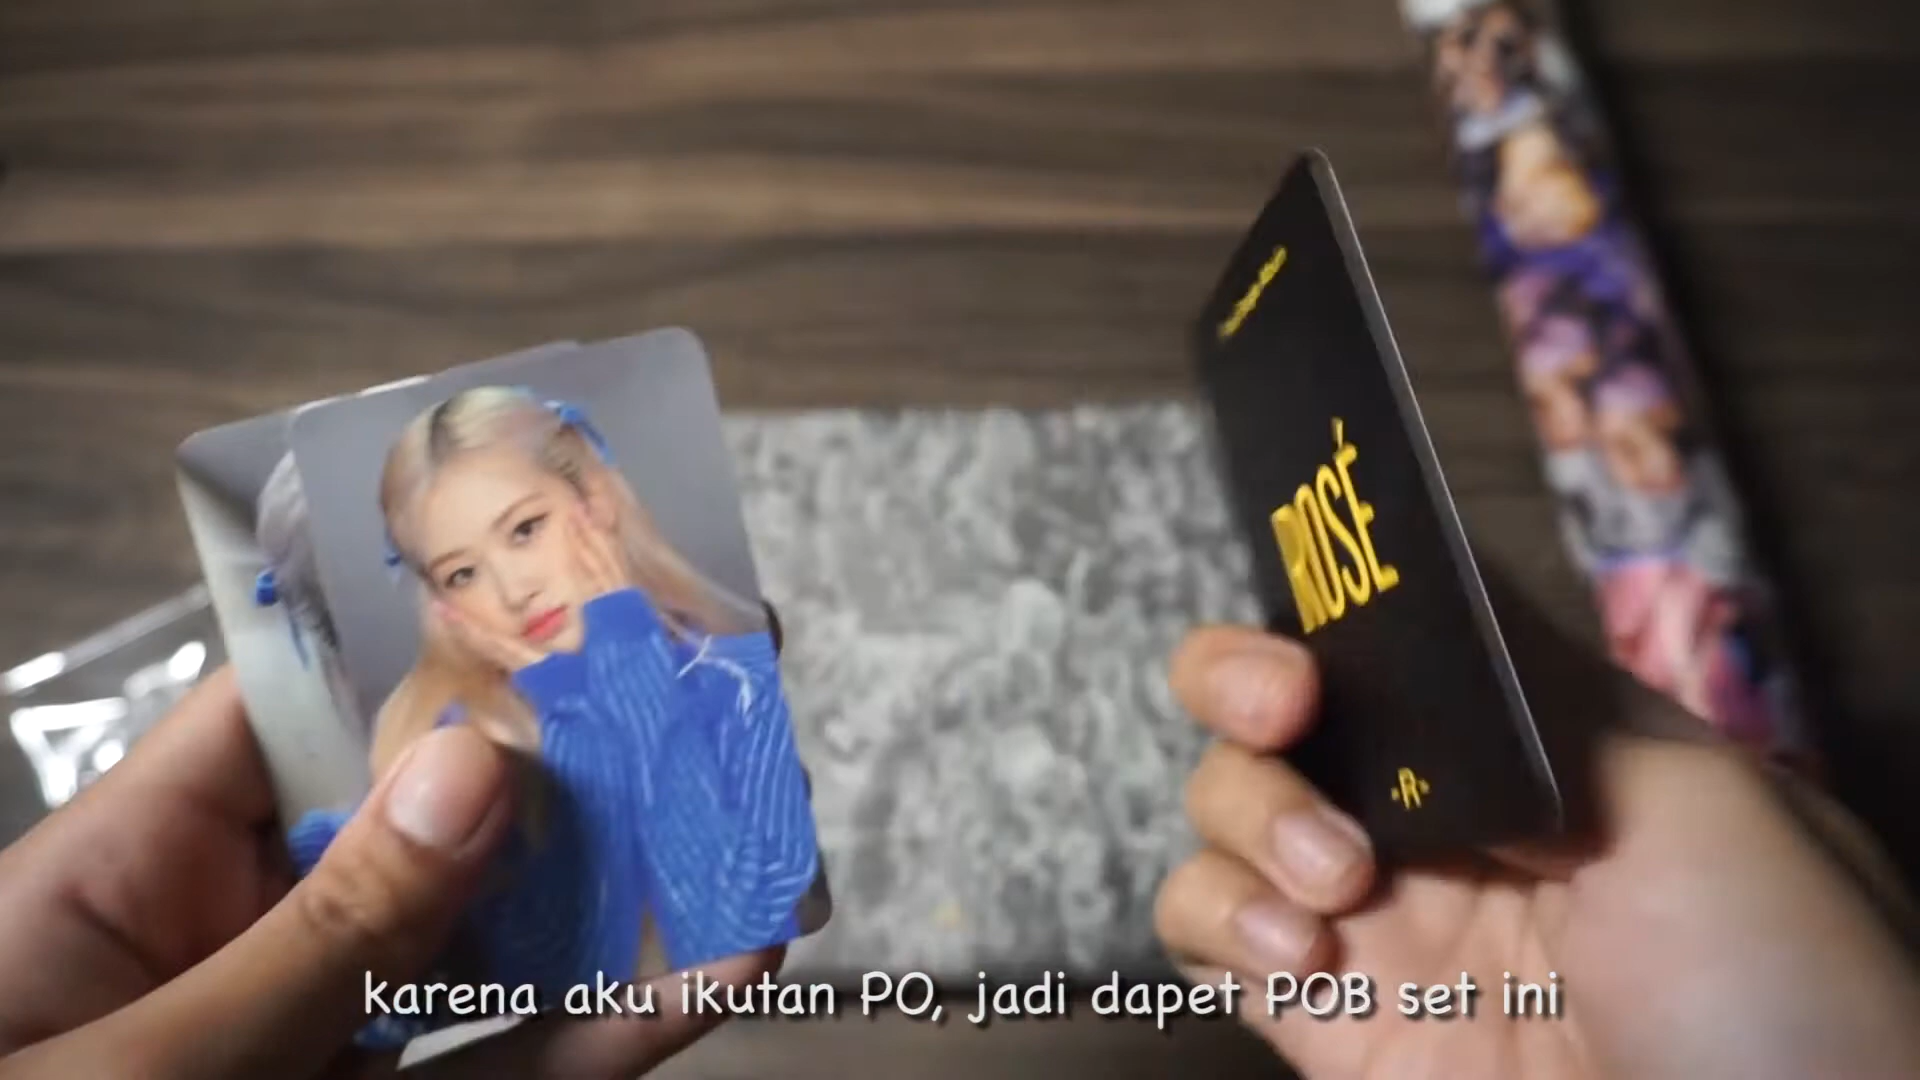 ROSÉ
-R-
karena aku ikutan PO, jadi dapet POB set ini